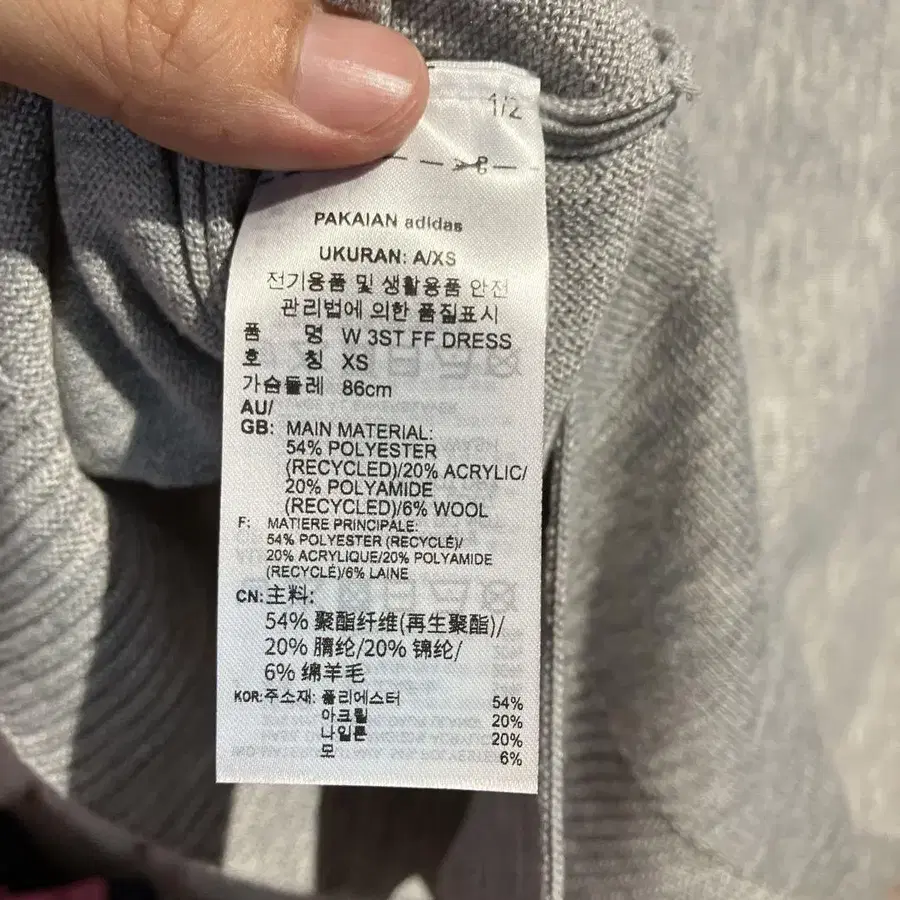 1/2
PAKAIAN adidas
UKURAN: A/XS
전기용품 및 생활용품 안전
관리법에 의한 품질표시
품 명 W 3ST FF DRESS
호 칭 XS
가슴둘레 86cm
AU/
GB: MAIN MATERIAL:
54% POLYESTER
(RECYCLED)/20% ACRYLIC/
20% POLYAMIDE
(RECYCLED)/6% WOOL
F: MATIERE PRINCIPALE:
54% POLYESTER (RECYCLÉ)/
20% ACRYLIQUE/20% POLYAMIDE
(RECYCLÉ)/6% LAINE
CN:主料:
54% 聚酯纤维(再生聚酯)/
20% 腈纶/20% 锦纶/
6% 绵羊毛
KOR:주소재: 폴리에스터 54%
아크릴 20%
나일론 20%
모 6%